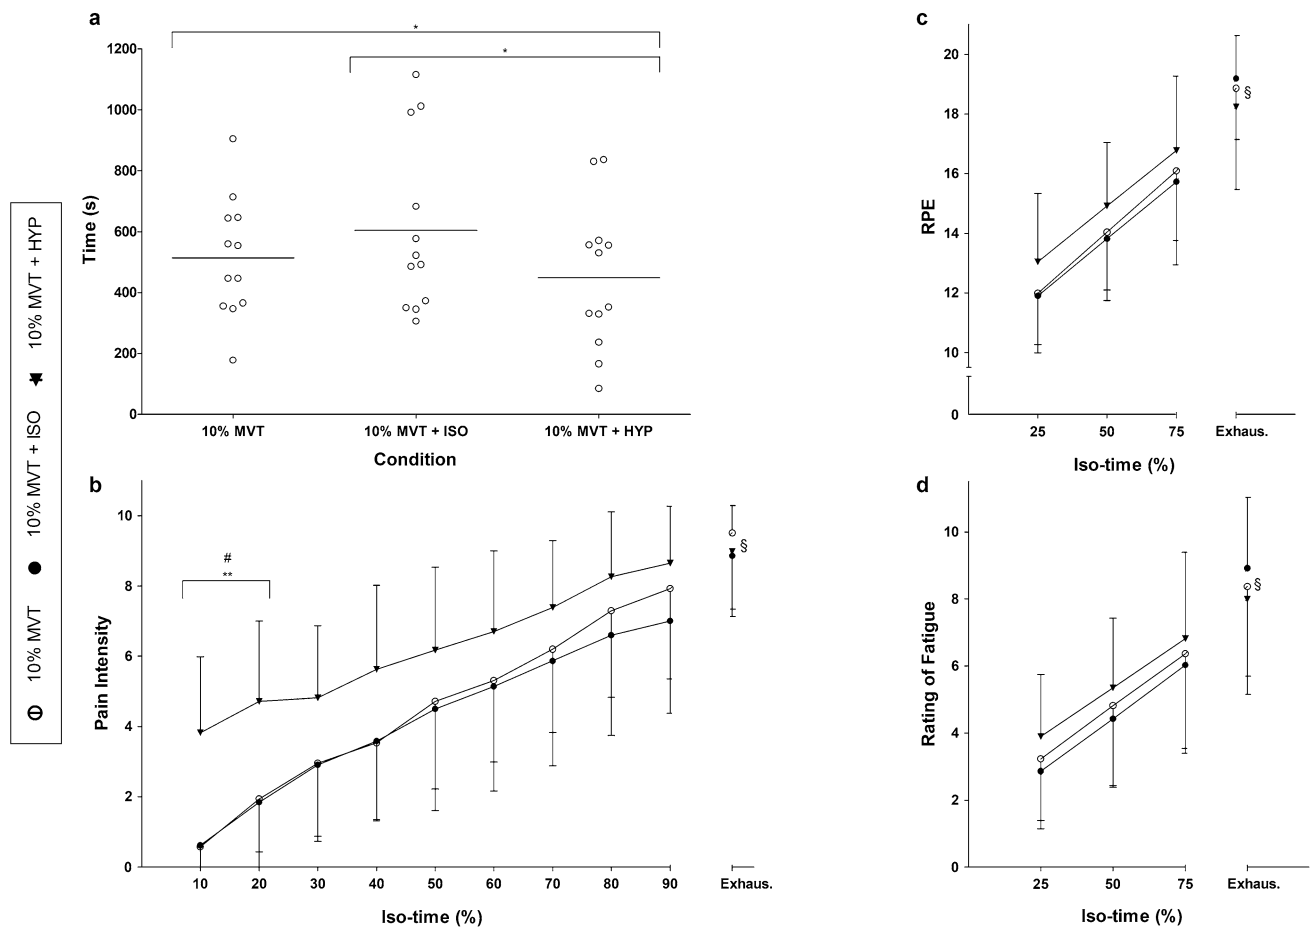 a
*
*
1200
1000
800
600
400
200
0
Time (s)
10% MVT
10% MVT + ISO
10% MVT + HYP
Condition
c
20
18
16
14
12
10
0
RPE
§
25
50
75
Exhaus.
Iso-time (%)
10% MVT
10% MVT + ISO
10% MVT + HYP
b
10
8
6
4
2
0
Pain Intensity
#
**
§
10
20
30
40
50
60
70
80
90
Exhaus.
Iso-time (%)
d
10
8
6
4
2
0
Rating of Fatigue
§
25
50
75
Exhaus.
Iso-time (%)